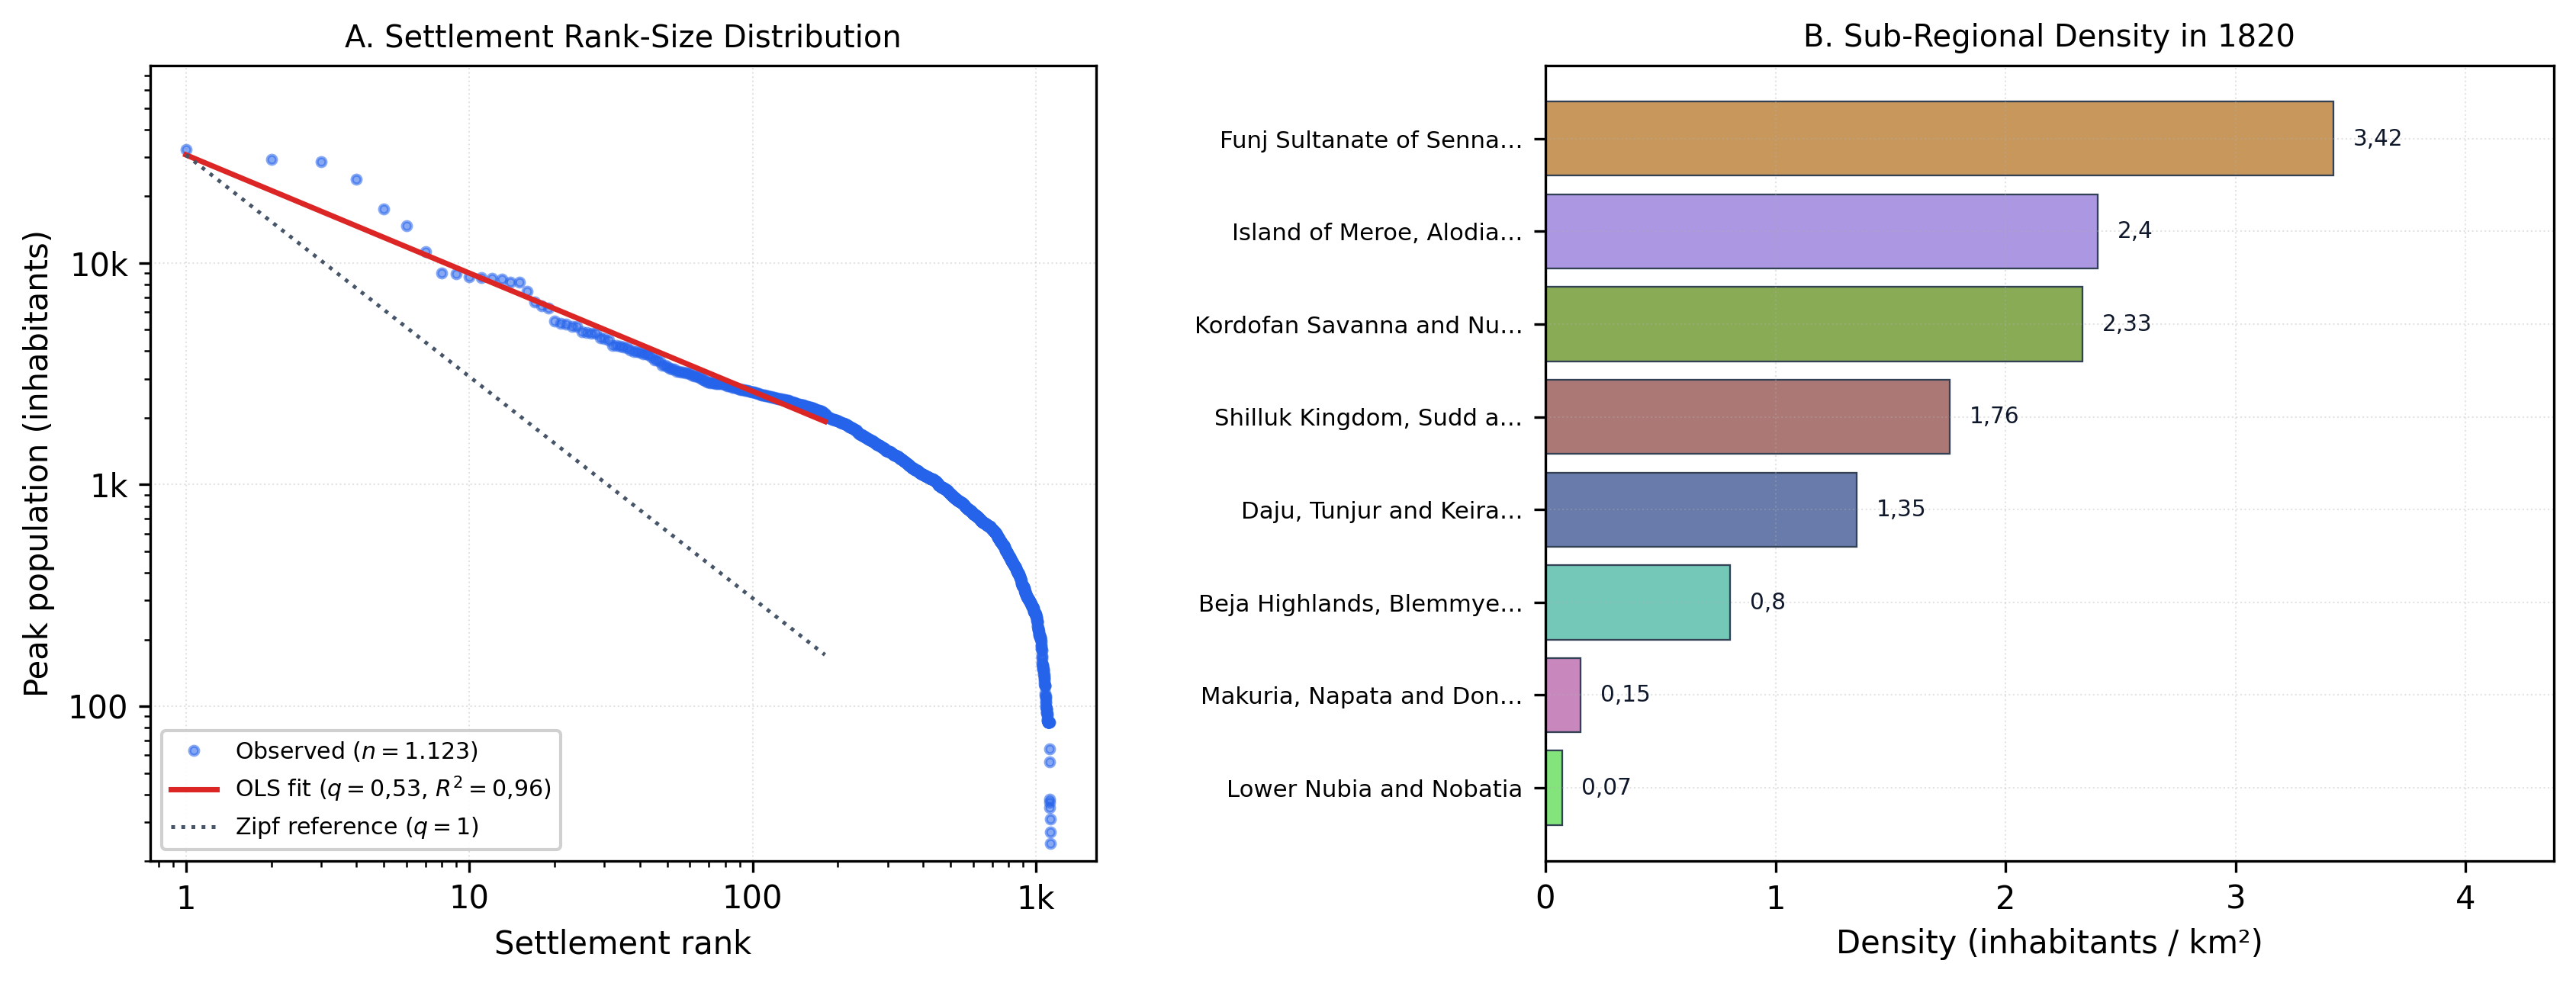 A. Settlement Rank-Size Distribution
Peak population (inhabitants)
10k
1k
100
Observed (n = 1.123)
OLS fit (q = 0,53, R² = 0,96)
Zipf reference (q = 1)
1 10 100 1k
Settlement rank
B. Sub-Regional Density in 1820
Funj Sultanate of Senna... 3,42
Island of Meroe, Alodia... 2,4
Kordofan Savanna and Nu... 2,33
Shilluk Kingdom, Sudd a... 1,76
Daju, Tunjur and Keira... 1,35
Beja Highlands, Blemmye... 0,8
Makuria, Napata and Don... 0,15
Lower Nubia and Nobatia 0,07
0 1 2 3 4
Density (inhabitants / km²)